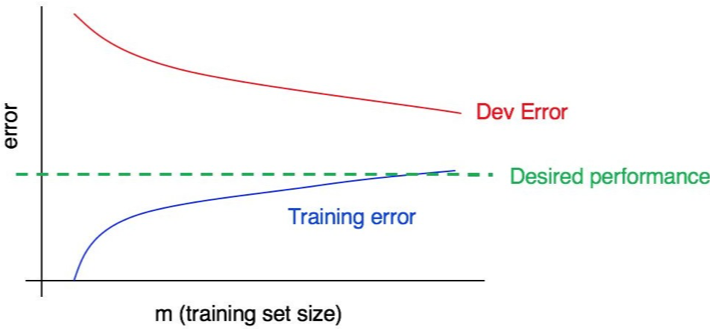 error
Dev Error
Desired performance
Training error
m (training set size)